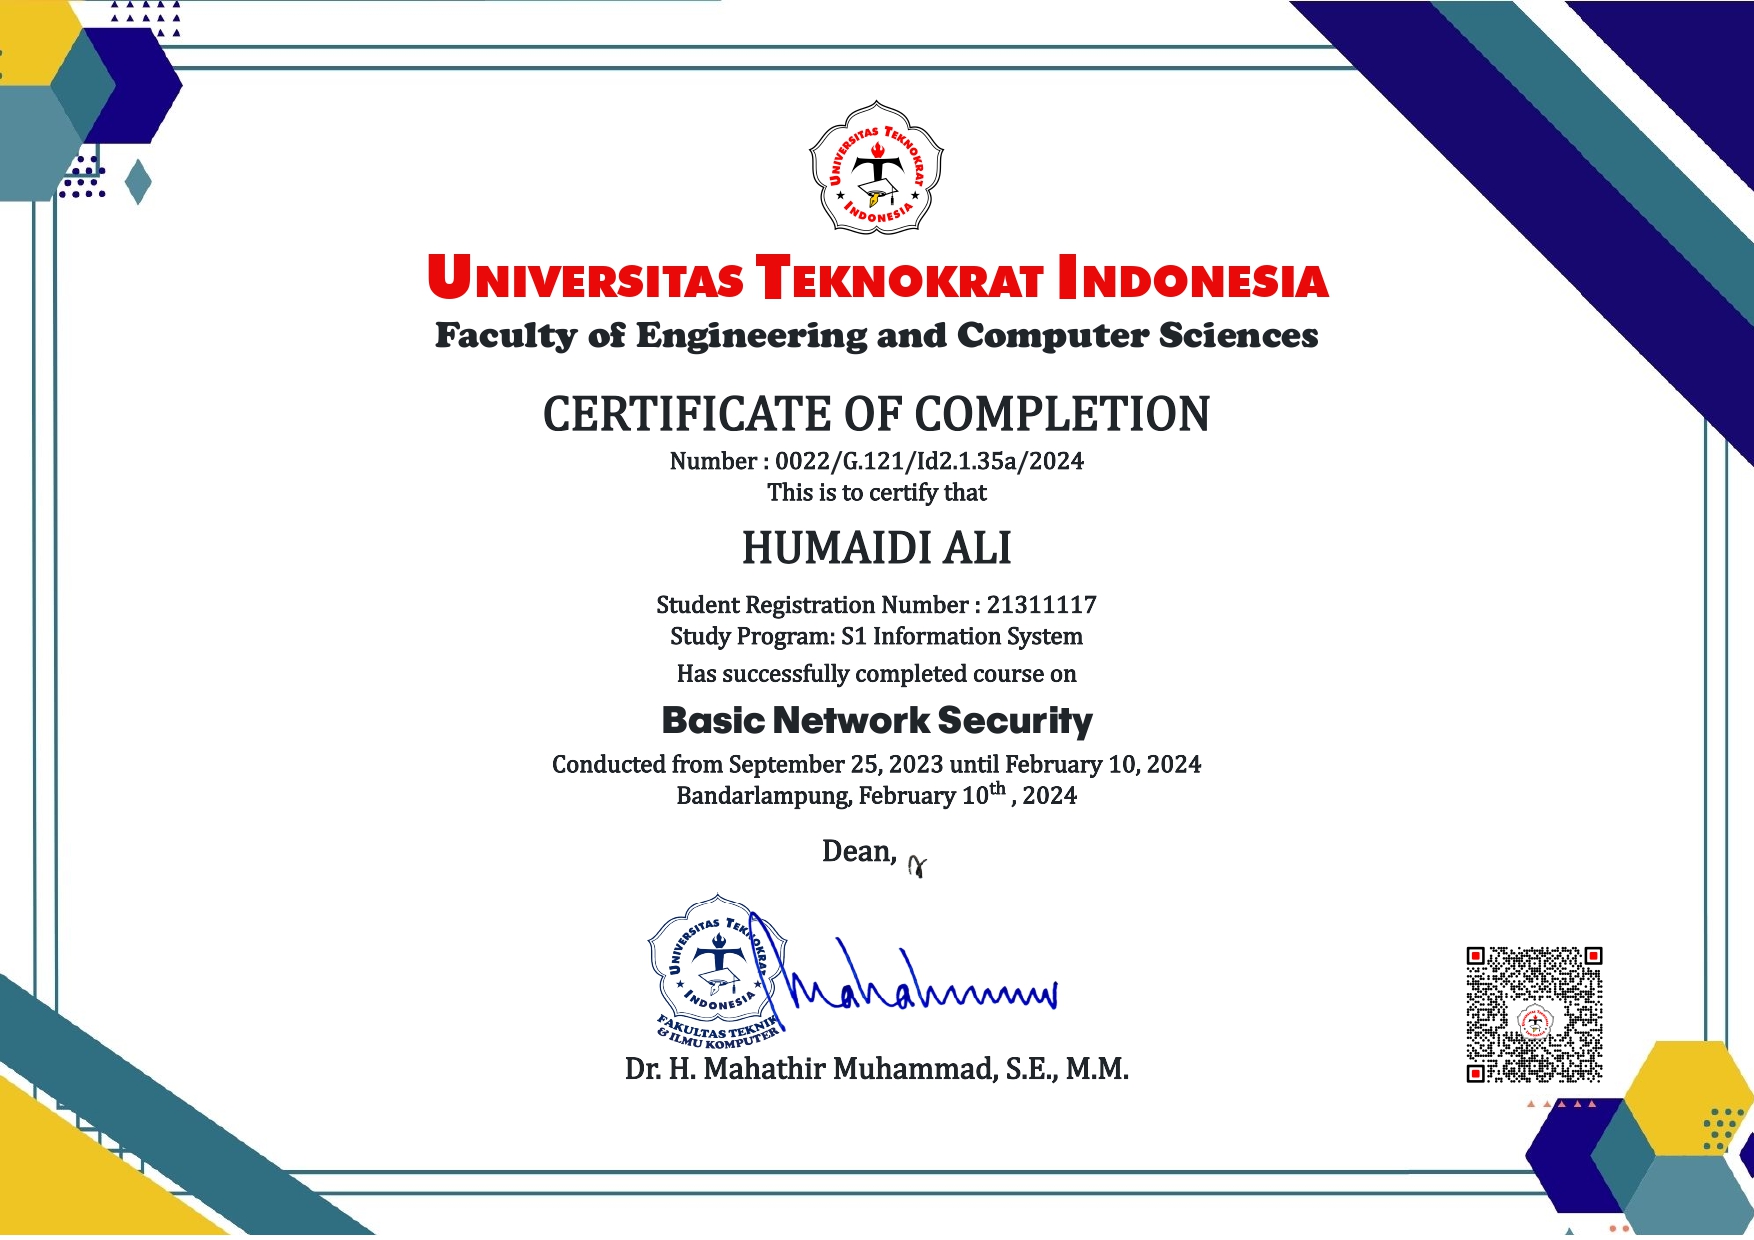 UNIVERSITAS TEKNOKRAT
INDONESIA
UNIVERSITAS TEKNOKRAT INDONESIA
Faculty of Engineering and Computer Sciences
CERTIFICATE OF COMPLETION
Number : 0022/G.121/Id2.1.35a/2024
This is to certify that
HUMAIDI ALI
Student Registration Number : 21311117
Study Program: S1 Information System
Has successfully completed course on
Basic Network Security
Conducted from September 25, 2023 until February 10, 2024
Bandarlampung, February 10th , 2024
Dean,
UNIVERSITAS TEKNOKRAT
INDONESIA
FAKULTAS TEKNIK
& ILMU KOMPUTER
Dr. H. Mahathir Muhammad, S.E., M.M.